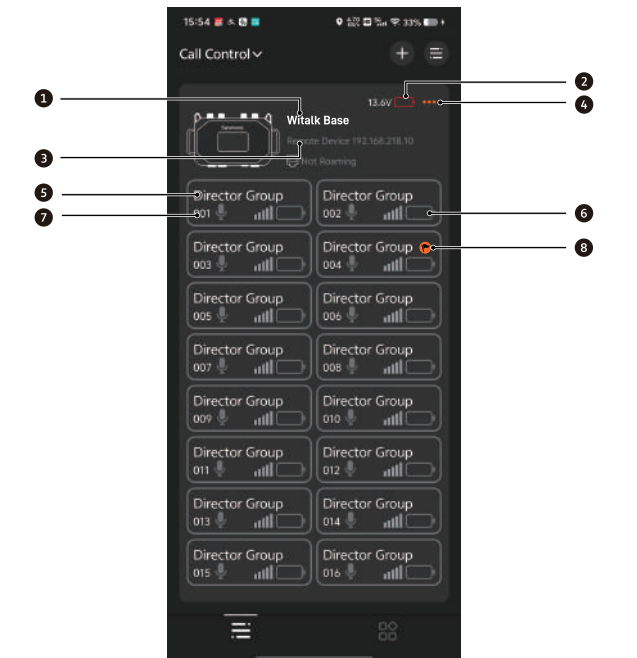 15:54 33%
Call Control
13.6V
Witalk Base
Remote Device 192.168.218.10
Not Roaming
Director Group Director Group
001 002
Director Group Director Group
003 004
Director Group Director Group
005 006
Director Group Director Group
007 008
Director Group Director Group
009 010
Director Group Director Group
011 012
Director Group Director Group
013 014
Director Group Director Group
015 016
1
2
3
4
5
6
7
8